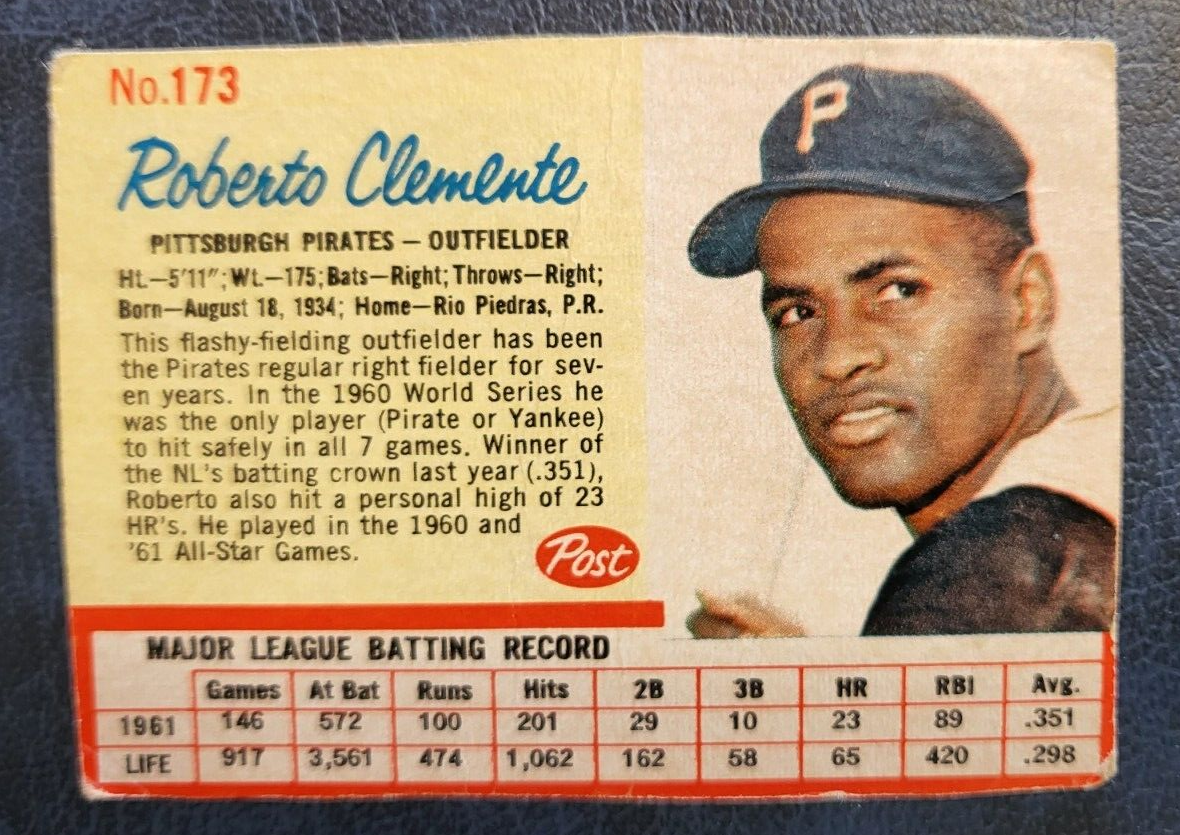 No.173
P
Roberto Clemente
PITTSBURGH PIRATES – OUTFIELDER
Ht.—5'11"; Wt.—175; Bats—Right; Throws—Right;
Born—August 18, 1934; Home—Rio Piedras, P.R.
This flashy-fielding outfielder has been
the Pirates regular right fielder for sev-
en years. In the 1960 World Series he
was the only player (Pirate or Yankee)
to hit safely in all 7 games. Winner of
the NL's batting crown last year (.351),
Roberto also hit a personal high of 23
HR's. He played in the 1960 and
'61 All-Star Games.
Post
MAJOR LEAGUE BATTING RECORD
Games At Bat Runs Hits 2B 3B HR RBI Avg.
1961 146 572 100 201 29 10 23 89 .351
LIFE 917 3,561 474 1,062 162 58 65 420 .298